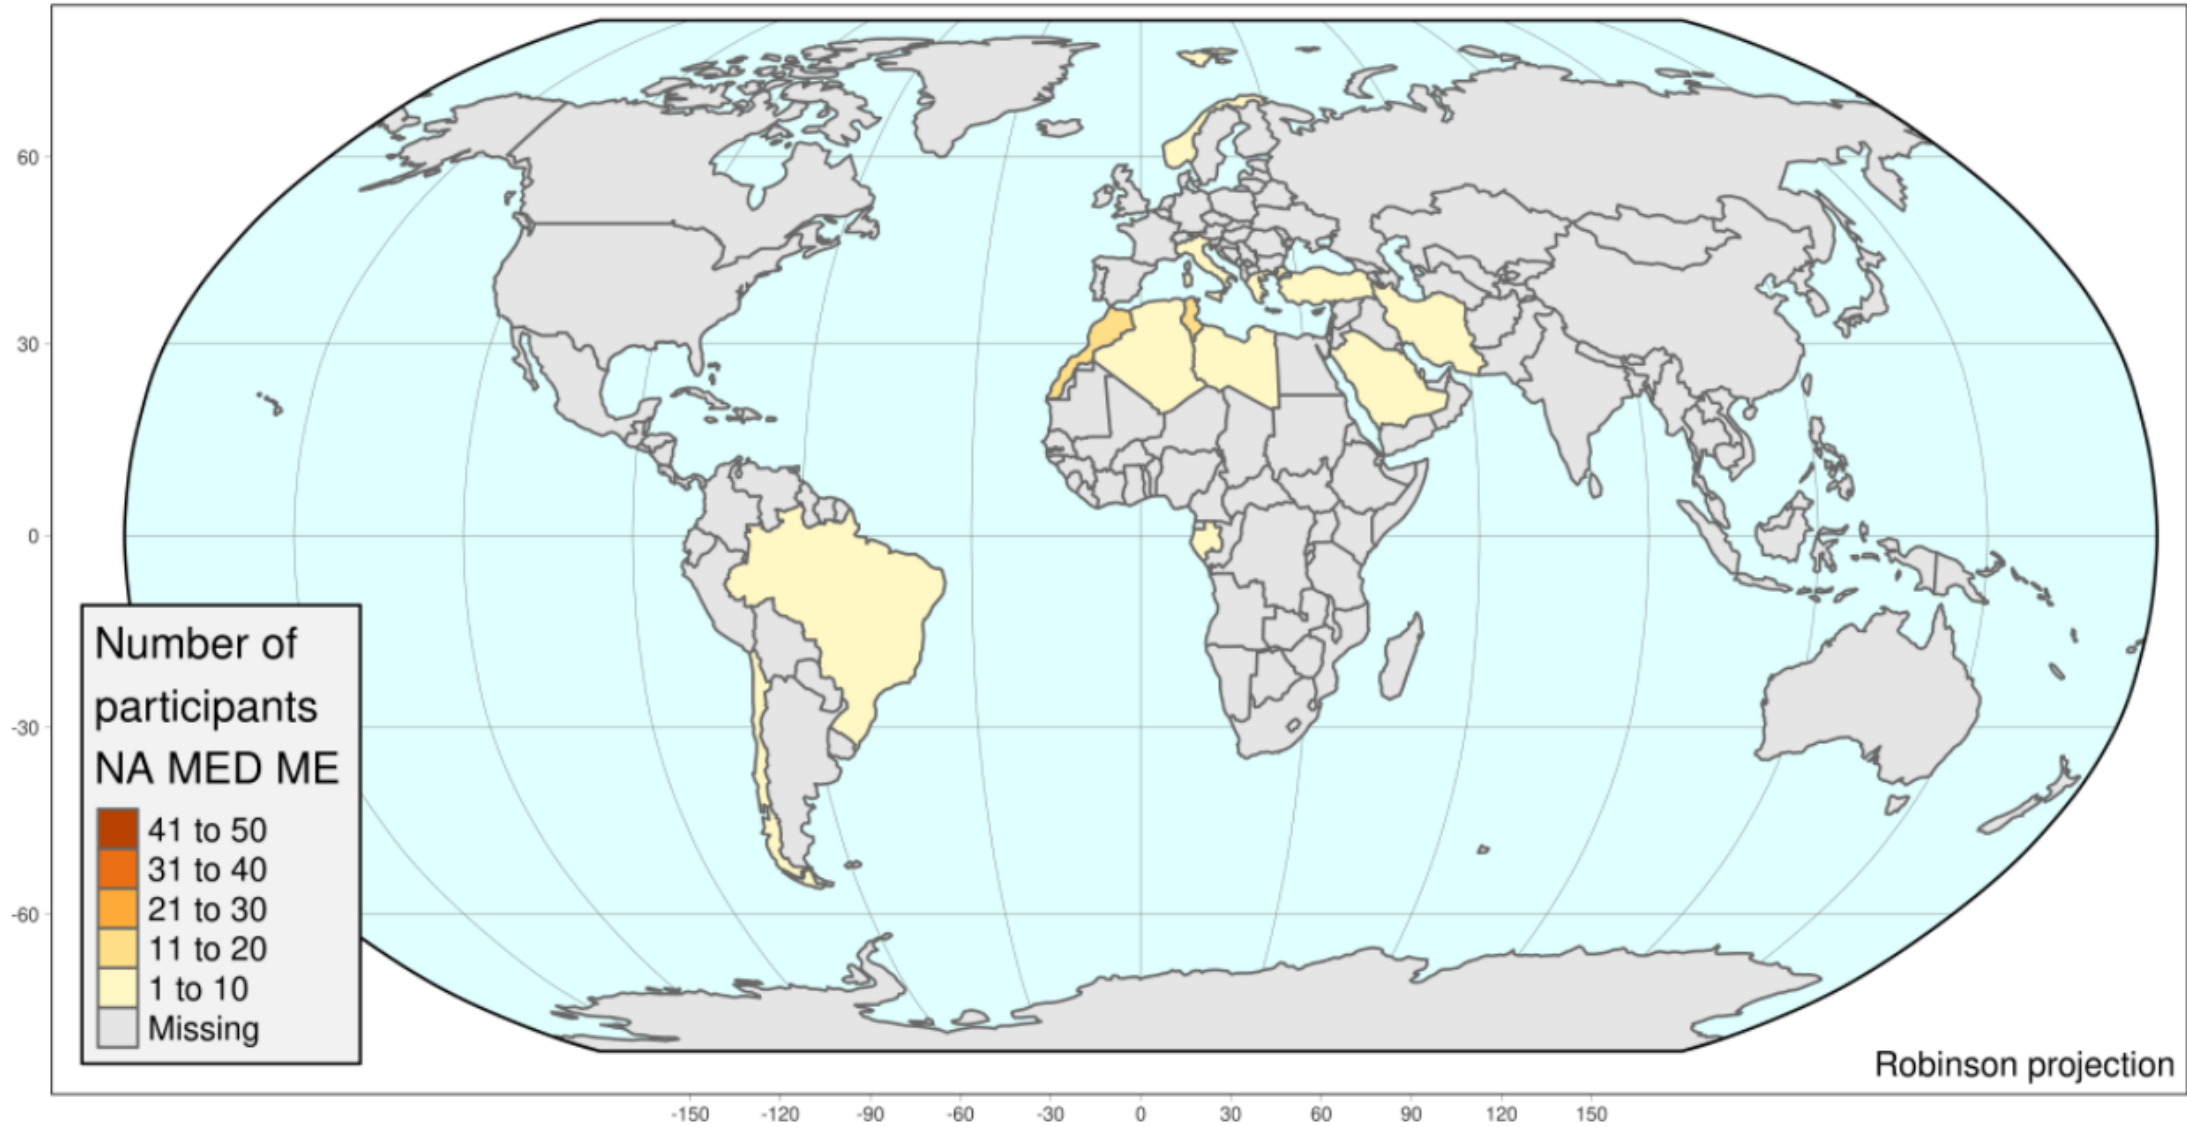 60
30
0
-30
-60
Number of
participants
NA MED ME
41 to 50
31 to 40
21 to 30
11 to 20
1 to 10
Missing
Robinson projection
-150 -120 -90 -60 -30 0 30 60 90 120 150